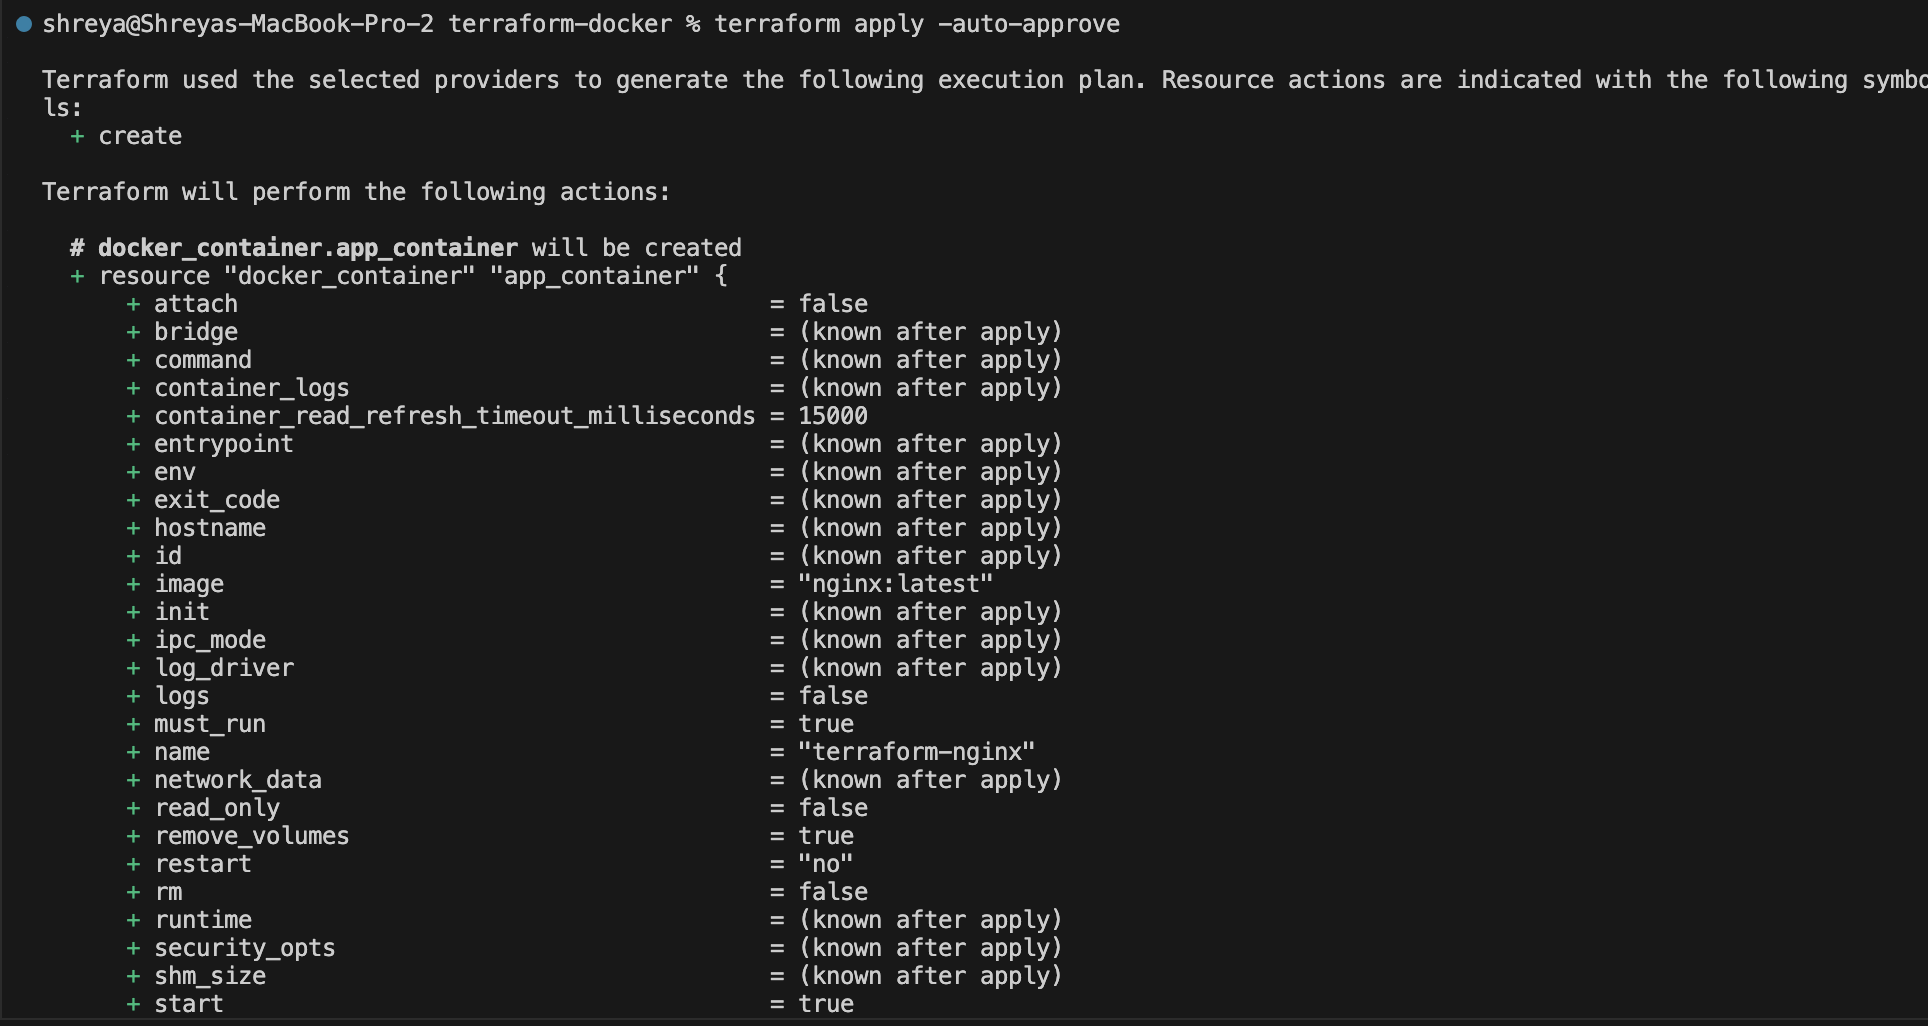 shreya@Shreyas-MacBook-Pro-2 terraform-docker % terraform apply -auto-approve
Terraform used the selected providers to generate the following execution plan. Resource actions are indicated with the following symbo
ls:
+ create
Terraform will perform the following actions:
# docker_container.app_container will be created
+ resource "docker_container" "app_container" {
+ attach = false
+ bridge = (known after apply)
+ command = (known after apply)
+ container_logs = (known after apply)
+ container_read_refresh_timeout_milliseconds = 15000
+ entrypoint = (known after apply)
+ env = (known after apply)
+ exit_code = (known after apply)
+ hostname = (known after apply)
+ id = (known after apply)
+ image = "nginx:latest"
+ init = (known after apply)
+ ipc_mode = (known after apply)
+ log_driver = (known after apply)
+ logs = false
+ must_run = true
+ name = "terraform-nginx"
+ network_data = (known after apply)
+ read_only = false
+ remove_volumes = true
+ restart = "no"
+ rm = false
+ runtime = (known after apply)
+ security_opts = (known after apply)
+ shm_size = (known after apply)
+ start = true